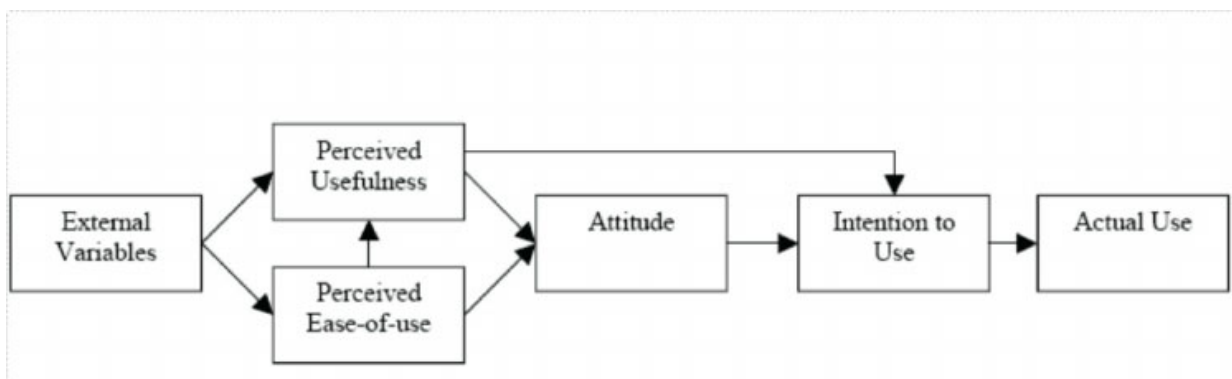 Perceived
Usefulness
External
Variables
Perceived
Ease-of-use
Attitude
Intention to
Use
Actual Use